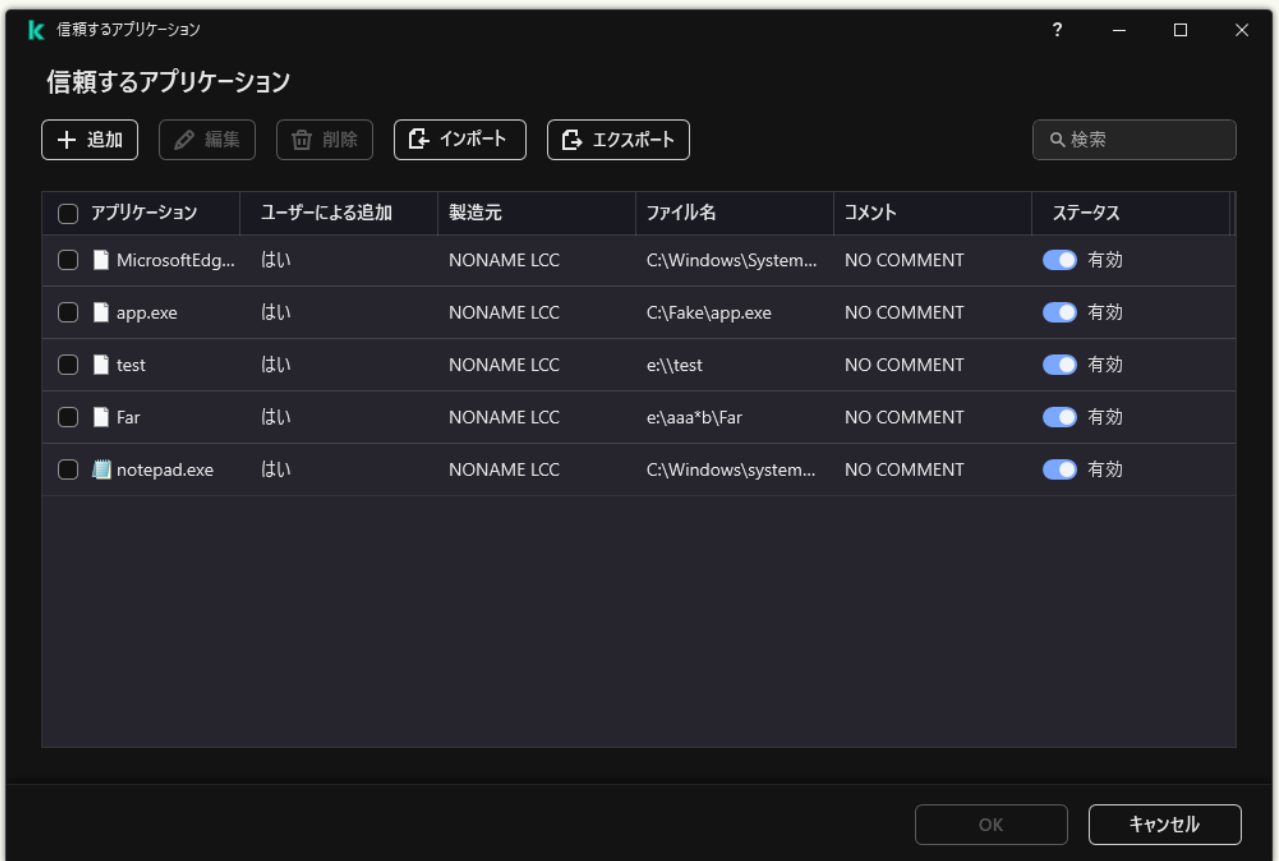 信頼するアプリケーション
?
信頼するアプリケーション
追加 編集 削除 インポート エクスポート 検索
アプリケーション ユーザーによる追加 製造元 ファイル名 コメント ステータス
MicrosoftEdg... はい NONAME LCC C:\Windows\System... NO COMMENT 有効
app.exe はい NONAME LCC C:\Fake\app.exe NO COMMENT 有効
test はい NONAME LCC e:\\test NO COMMENT 有効
Far はい NONAME LCC e:\aaa*b\Far NO COMMENT 有効
notepad.exe はい NONAME LCC C:\Windows\system... NO COMMENT 有効
OK キャンセル